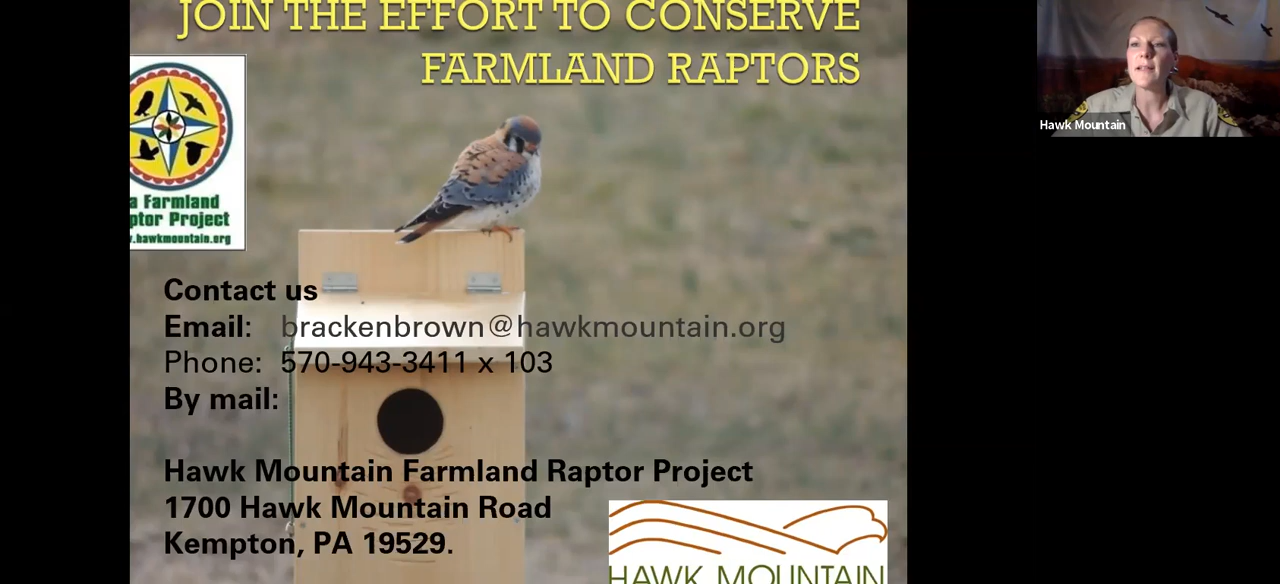 JOIN THE EFFORT TO CONSERVE
FARMLAND RAPTORS
a Farmland
ptor Project
.hawkmountain.org
Hawk Mountain
Contact us
Email: brackenbrown@hawkmountain.org
Phone: 570-943-3411 x 103
By mail:
Hawk Mountain Farmland Raptor Project
1700 Hawk Mountain Road
Kempton, PA 19529.
HAWK MOUNTAIN